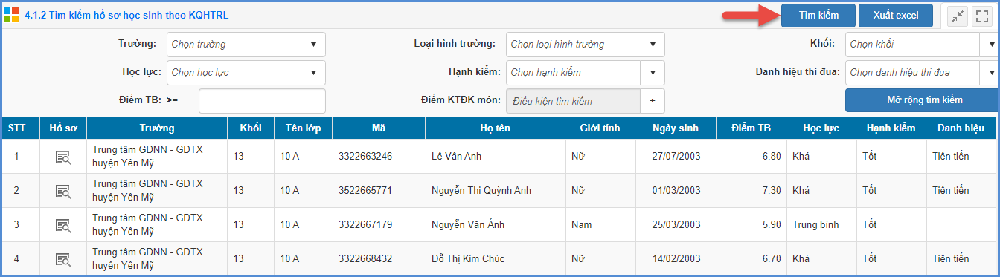 4.1.2 Tìm kiếm hồ sơ học sinh theo KQHTRL Tìm kiếm Xuất excel
Trường: Chọn trường Loại hình trường: Chọn loại hình trường Khối: Chọn khối
Học lực: Chọn học lực Hạnh kiểm: Chọn hạnh kiểm Danh hiệu thi đua: Chọn danh hiệu thi đua
Điểm TB: >= Điểm KTĐK môn: Điều kiện tìm kiếm + Mở rộng tìm kiếm
STT Hồ sơ Trường Khối Tên lớp Mã Họ tên Giới tính Ngày sinh Điểm TB Học lực Hạnh kiểm Danh hiệu
1 Trung tâm GDNN - GDTX huyện Yên Mỹ 13 10 A 3322663246 Lê Vân Anh Nữ 27/07/2003 6.80 Khá Tốt Tiên tiến
2 Trung tâm GDNN - GDTX huyện Yên Mỹ 13 10 A 3522665771 Nguyễn Thị Quỳnh Anh Nữ 01/03/2003 7.30 Khá Tốt Tiên tiến
3 Trung tâm GDNN - GDTX huyện Yên Mỹ 13 10 A 3322667179 Nguyễn Văn Ánh Nam 25/03/2003 5.90 Trung bình Tốt
4 Trung tâm GDNN - GDTX huyện Yên Mỹ 13 10 A 3322668432 Đỗ Thị Kim Chúc Nữ 14/02/2003 6.70 Khá Tốt Tiên tiến